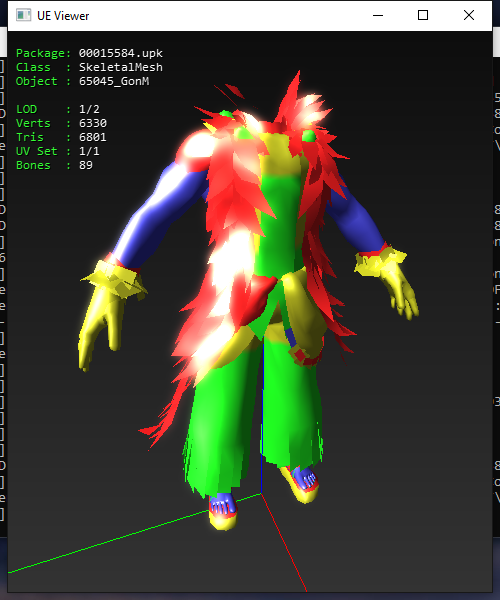 UE Viewer
Package: 00015584.upk
Class  : SkeletalMesh
Object : 65045_GonM
LOD    : 1/2
Verts  : 6330
Tris   : 6801
UV Set : 1/1
Bones  : 89